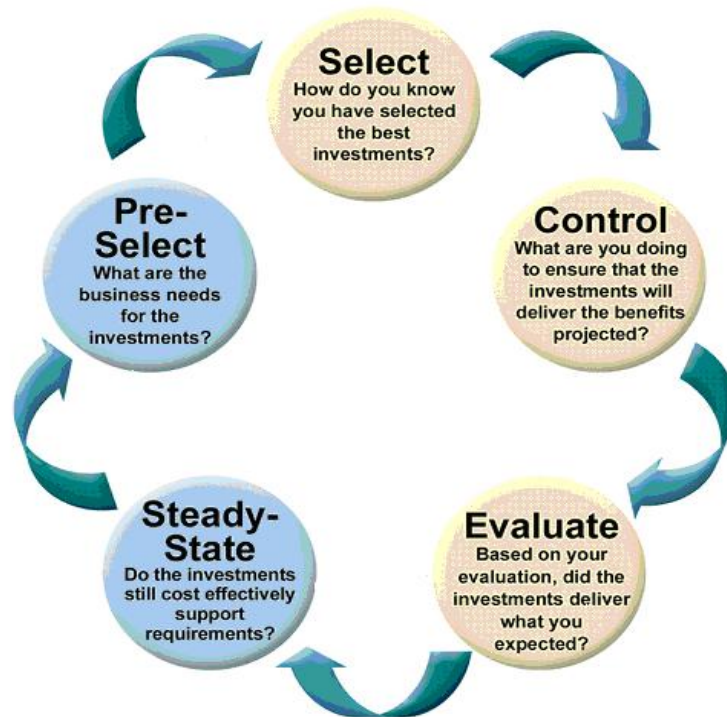 Select
How do you know
you have selected
the best
investments?
Control
What are you doing
to ensure that the
investments will
deliver the benefits
projected?
Evaluate
Based on your
evaluation, did the
investments deliver
what you
expected?
Steady-
State
Do the investments
still cost effectively
support
requirements?
Pre-
Select
What are the
business needs
for the
investments?